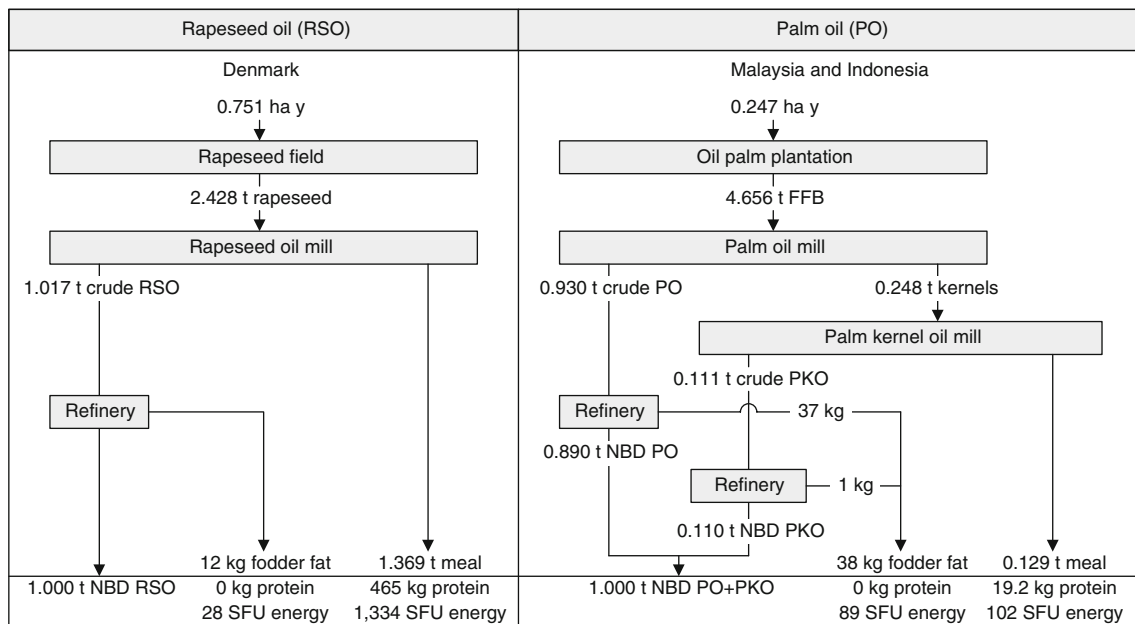 Rapeseed oil (RSO)
Denmark
0.751 ha y
Rapeseed field
2.428 t rapeseed
Rapeseed oil mill
1.017 t crude RSO
Refinery
12 kg fodder fat
1.369 t meal
1.000 t NBD RSO
0 kg protein
465 kg protein
28 SFU energy
1,334 SFU energy
Palm oil (PO)
Malaysia and Indonesia
0.247 ha y
Oil palm plantation
4.656 t FFB
Palm oil mill
0.930 t crude PO
0.248 t kernels
Palm kernel oil mill
0.111 t crude PKO
Refinery
37 kg
0.890 t NBD PO
Refinery
1 kg
0.110 t NBD PKO
38 kg fodder fat
0.129 t meal
1.000 t NBD PO+PKO
0 kg protein
19.2 kg protein
89 SFU energy
102 SFU energy